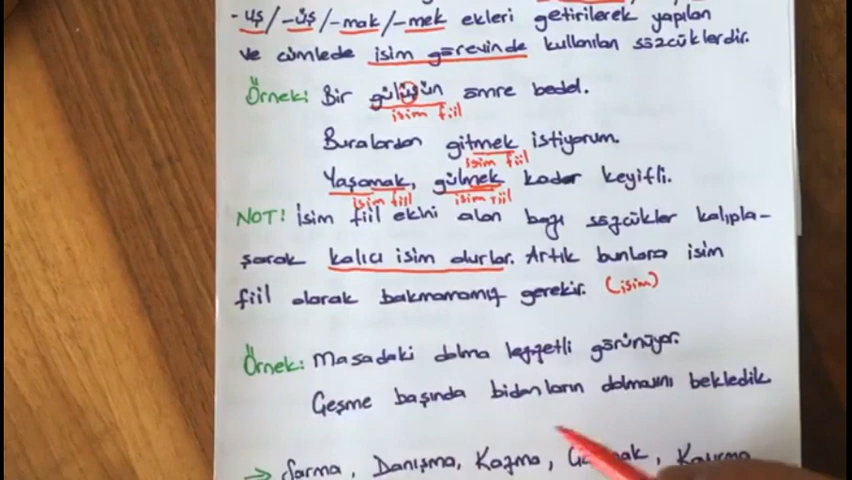 -uş/-üş/-mak/-mek ekleri getirilerek yapılan
ve cümlede isim görevinde kullanılan sözcüklerdir.
Örnek: Bir gülüşün ömre bedel.
isim fiil
Buralardan gitmek istiyorum.
isim fiil
Yaşamak, gülmek kadar keyifli.
isim fiil isim fiil
NOT! İsim fiil ekini alan bazı sözcükler kalıpla-
şarak kalıcı isim olurlar. Artık bunlara isim
fiil olarak bakmamamız gerekir. (isim)
Örnek: Masadaki dolma lezzetli görünüyor.
Çeşme başında bidonların dolmasını bekledik
→ Sarma, Danışma, Kazma,